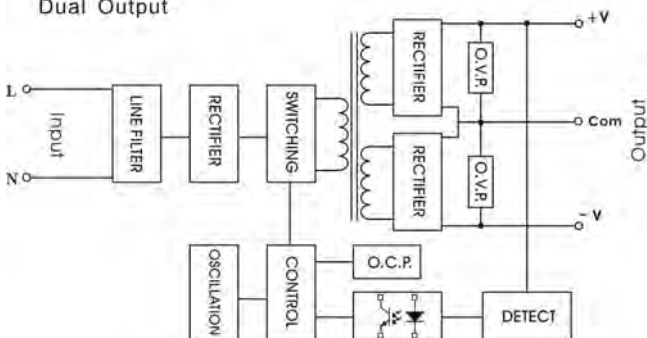 Dual Output
+V
RECTIFIER
O.V.P.
L
LINE FILTER
RECTIFIER
SWITCHING
Com
Input
Output
N
RECTIFIER
O.V.P.
- V
OSCILLATION
CONTROL
O.C.P.
DETECT